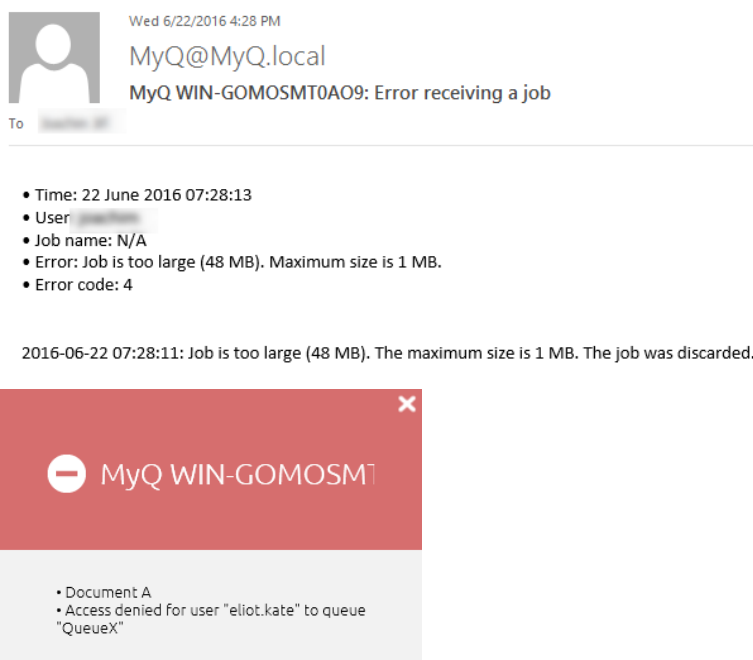 Wed 6/22/2016 4:28 PM
MyQ@MyQ.local
MyQ WIN-GOMOSMT0AO9: Error receiving a job
To
• Time: 22 June 2016 07:28:13
• User
• Job name: N/A
• Error: Job is too large (48 MB). Maximum size is 1 MB.
• Error code: 4
2016-06-22 07:28:11: Job is too large (48 MB). The maximum size is 1 MB. The job was discarded.
MyQ WIN-GOMOSMT
• Document A
• Access denied for user "eliot.kate" to queue
"QueueX"